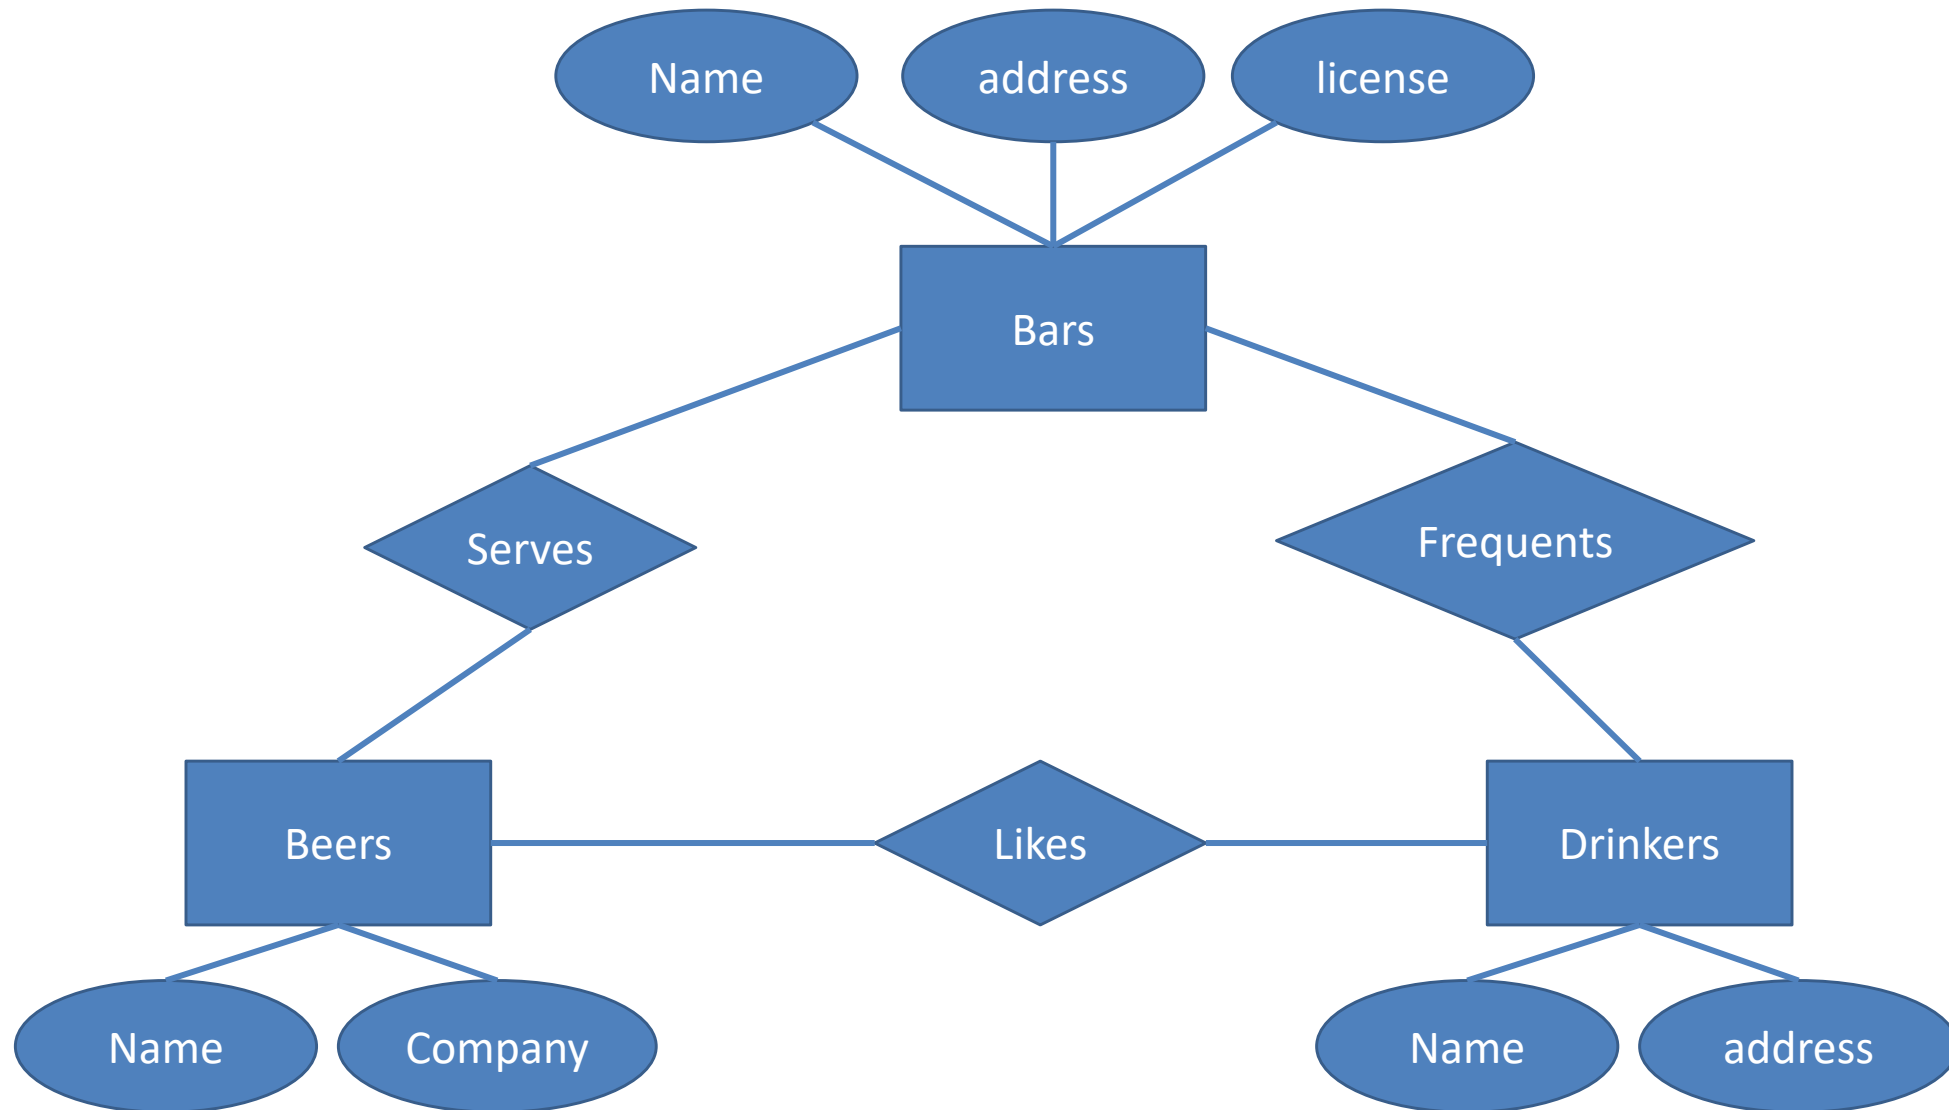 Name
address
license
Bars
Serves
Frequents
Beers
Likes
Drinkers
Name
Company
Name
address